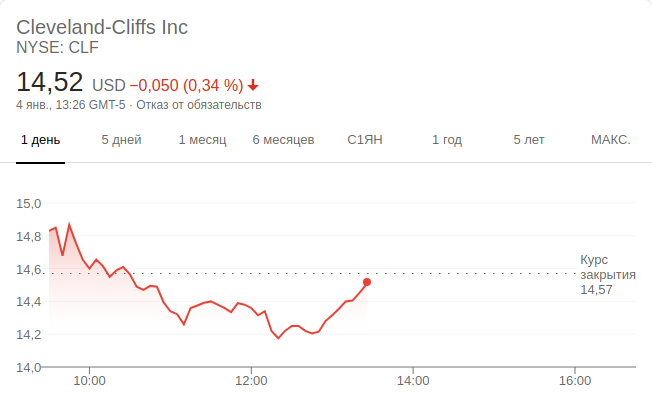 Cleveland-Cliffs Inc
NYSE: CLF
14,52 USD −0,050 (0,34 %)
4 янв., 13:26 GMT-5 · Отказ от обязательств
1 день 5 дней 1 месяц 6 месяцев С1ЯН 1 год 5 лет МАКС.
15,0
14,8
14,6
14,4
14,2
14,0
Курс
закрытия
14,57
10:00 12:00 14:00 16:00